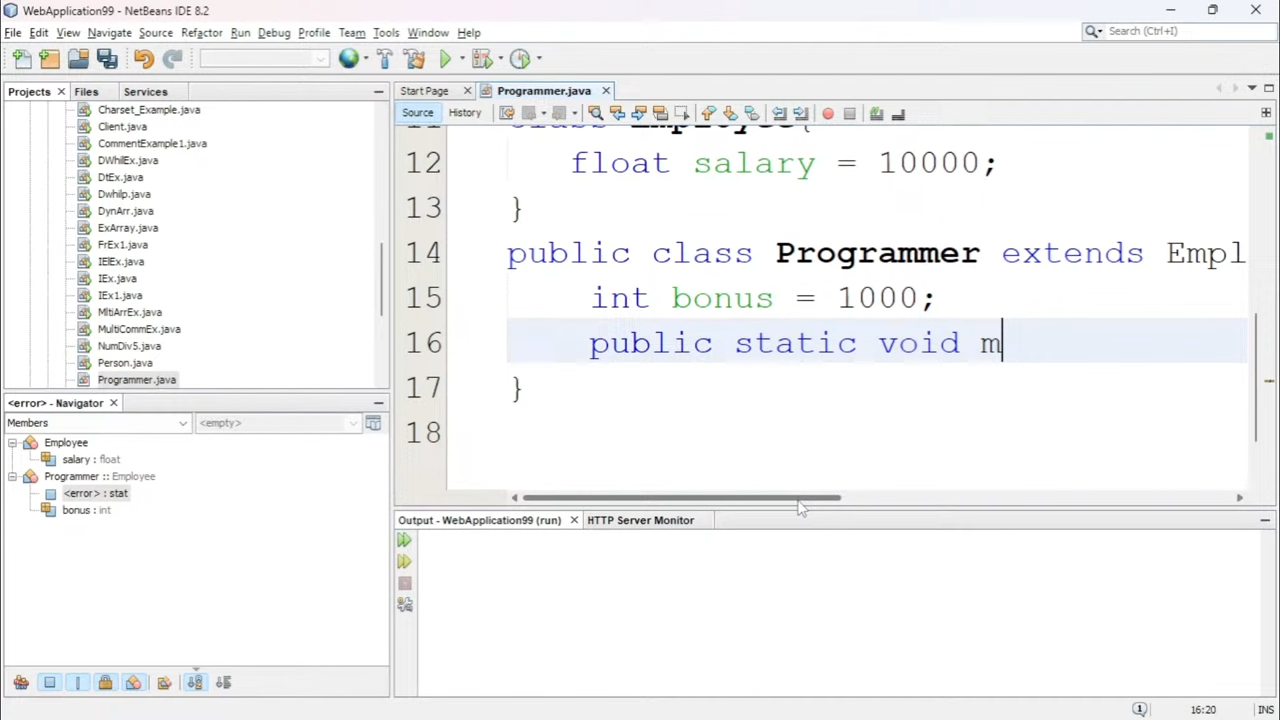 WebApplication99 - NetBeans IDE 8.2
File Edit View Navigate Source Refactor Run Debug Profile Team Tools Window Help
Search (Ctrl+I)
Projects Files Services
Start Page Programmer.java
Source History
Charset_Example.java
Client.java
CommentExample1.java
DWhilEx.java
DtEx.java
Dwhilp.java
DynArr.java
ExArray.java
FrEx1.java
IElEx.java
IEx.java
IEx1.java
MltiArrEx.java
MultiCommEx.java
NumDiv5.java
Person.java
Programmer.java
11 class Employee{
12 float salary = 10000;
13 }
14 public class Programmer extends Empl
15 int bonus = 1000;
16 public static void m
17 }
18
<error> - Navigator
Members <empty>
Employee
salary : float
Programmer :: Employee
<error> : stat
bonus : int
Output - WebApplication99 (run) HTTP Server Monitor
1 16:20 INS